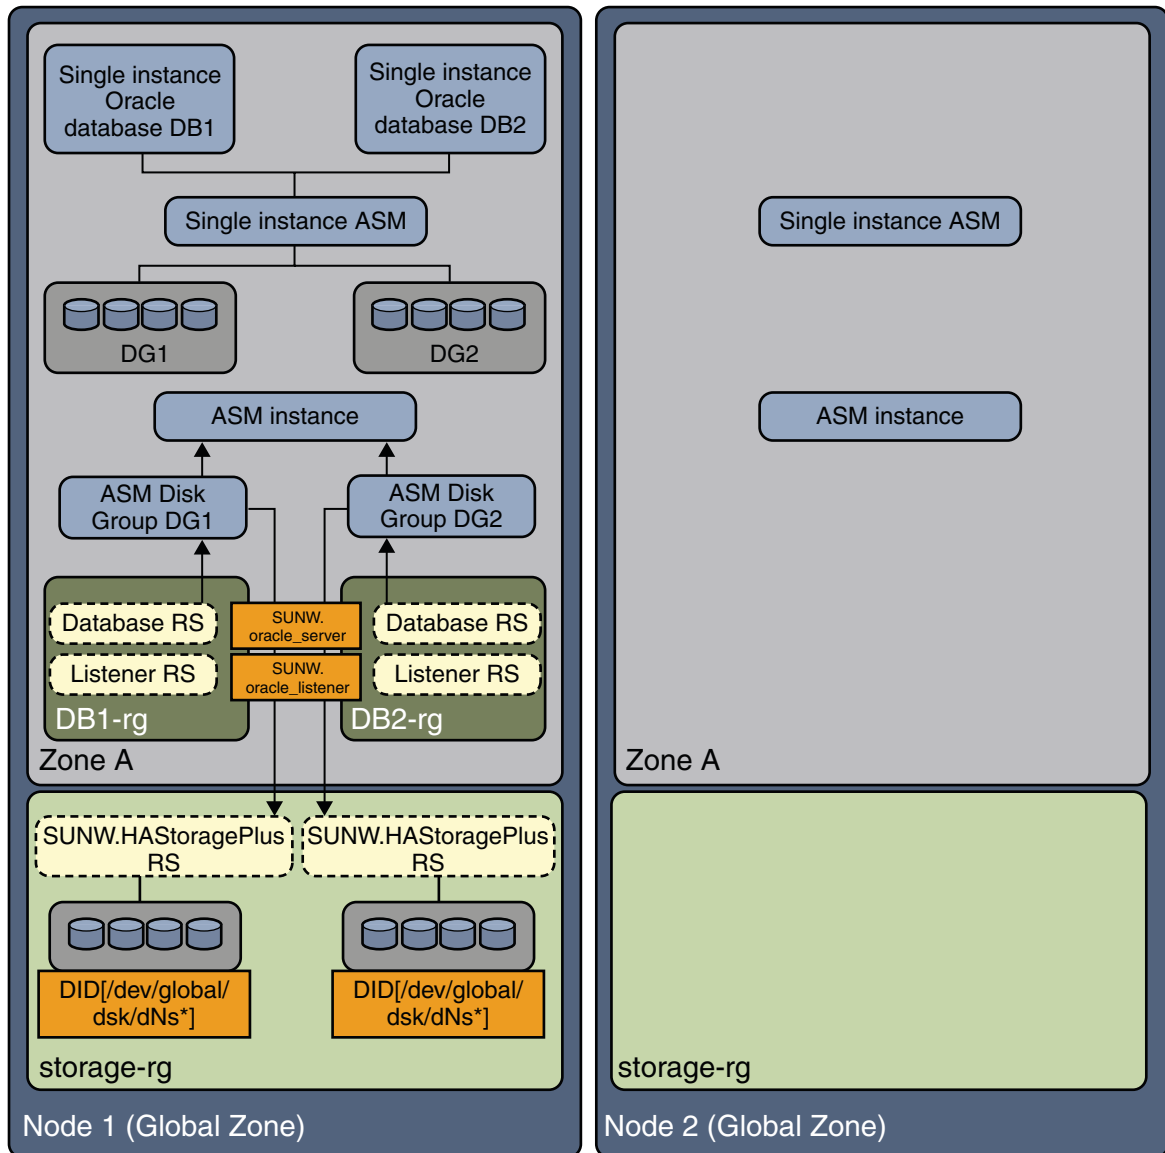 Single instance
Oracle
database DB1
Single instance
Oracle
database DB2
Single instance ASM
DG1
DG2
ASM instance
ASM Disk
Group DG1
ASM Disk
Group DG2
Database RS
Listener RS
DB1-rg
SUNW.
oracle_server
SUNW.
oracle_listener
Database RS
Listener RS
DB2-rg
Zone A
SUNW.HAStoragePlus
RS
SUNW.HAStoragePlus
RS
DID[/dev/global/
dsk/dNs*]
DID[/dev/global/
dsk/dNs*]
storage-rg
Node 1 (Global Zone)
Single instance ASM
ASM instance
Zone A
storage-rg
Node 2 (Global Zone)